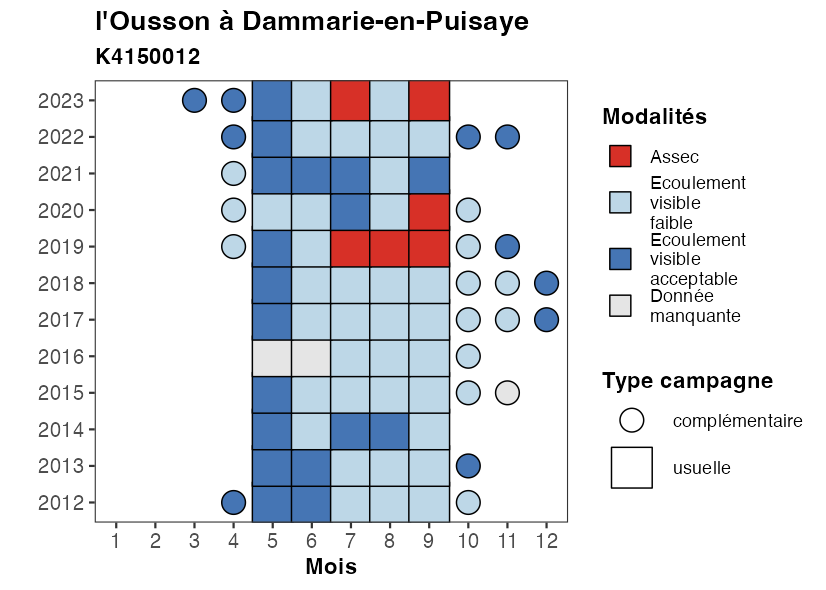 l'Ousson à Dammarie-en-Puisaye
K4150012
2023
2022
2021
2020
2019
2018
2017
2016
2015
2014
2013
2012
1 2 3 4 5 6 7 8 9 10 11 12
Mois
Modalités
Assec
Ecoulement
visible
faible
Ecoulement
visible
acceptable
Donnée
manquante
Type campagne
complémentaire
usuelle